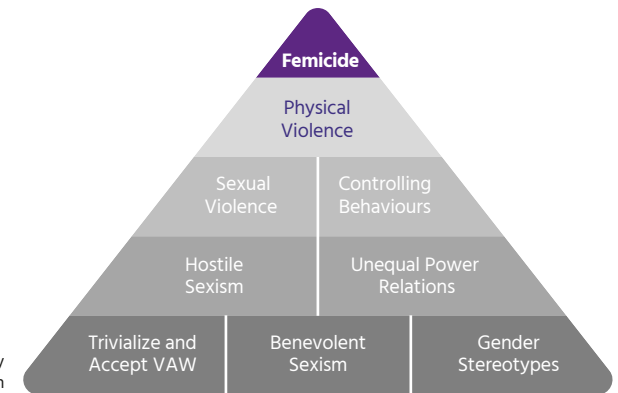 Femicide
Physical
Violence
Sexual
Violence
Controlling
Behaviours
Hostile
Sexism
Unequal Power
Relations
Trivialize and
Accept VAW
Benevolent
Sexism
Gender
Stereotypes